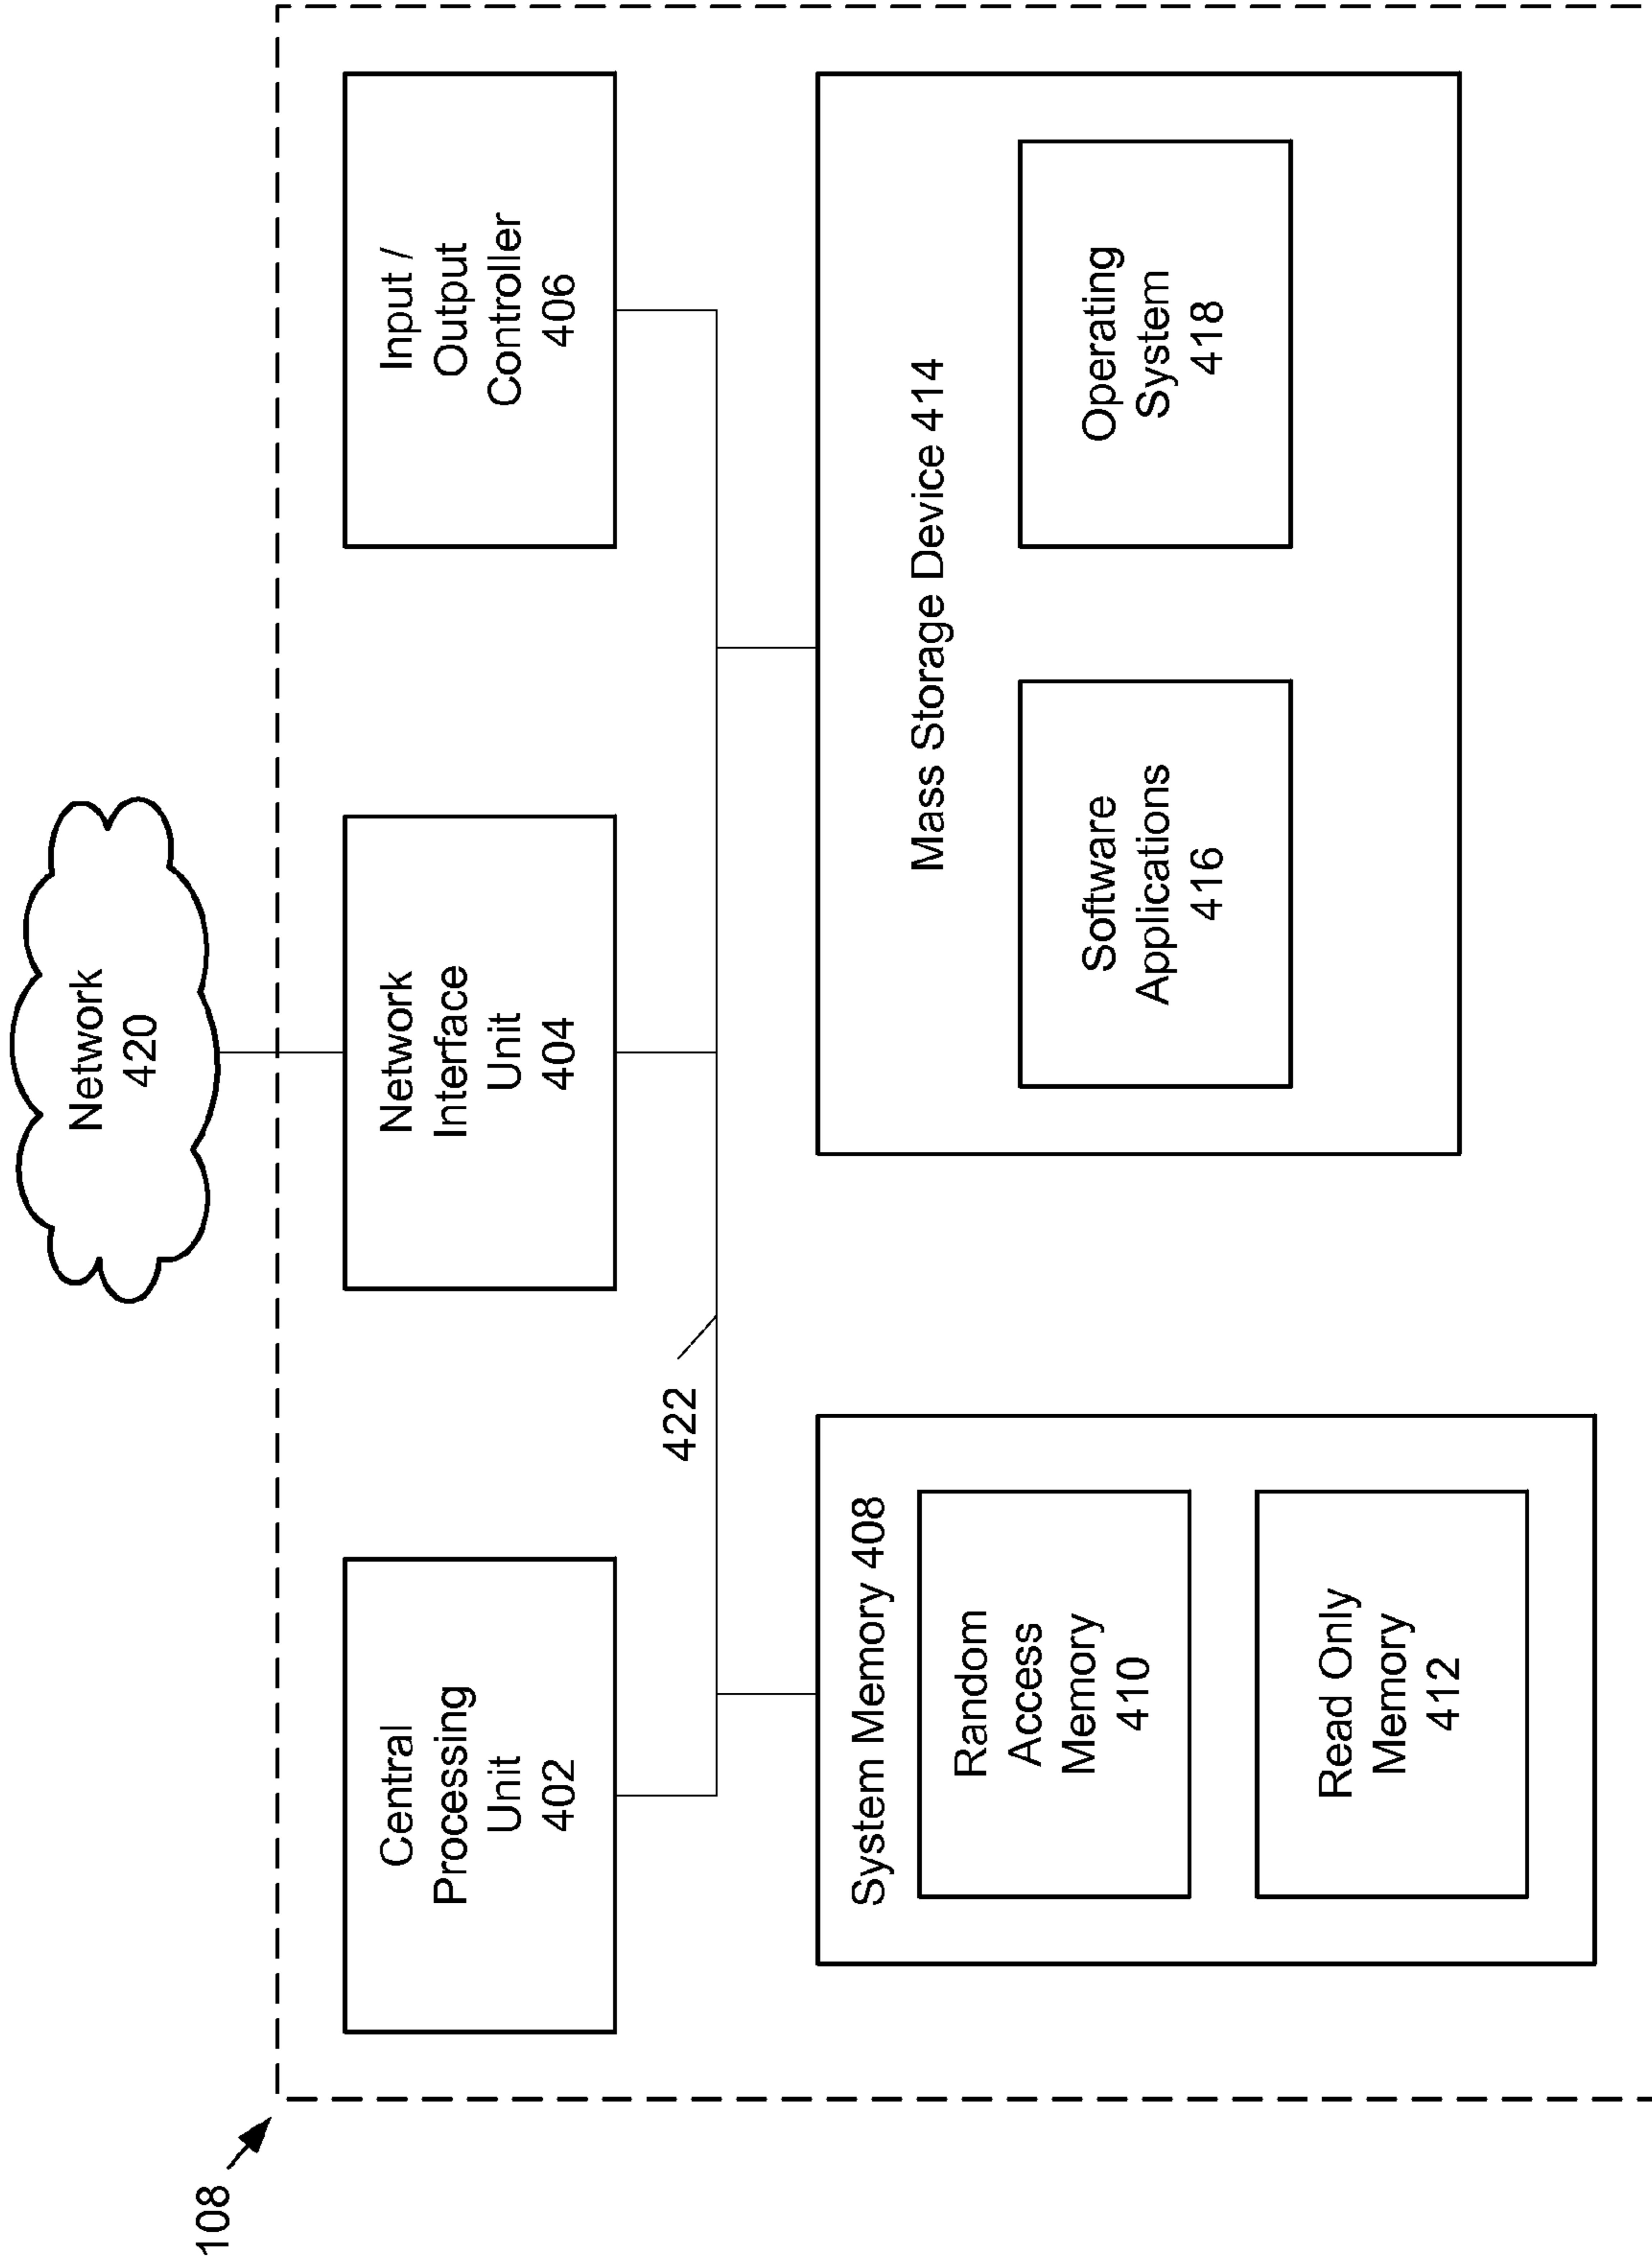 Network
420
108
Central
Processing
Unit
402
Network
Interface
Unit
404
Input /
Output
Controller
406
422
System Memory 408
Random
Access
Memory
410
Read Only
Memory
412
Mass Storage Device 414
Software
Applications
416
Operating
System
418